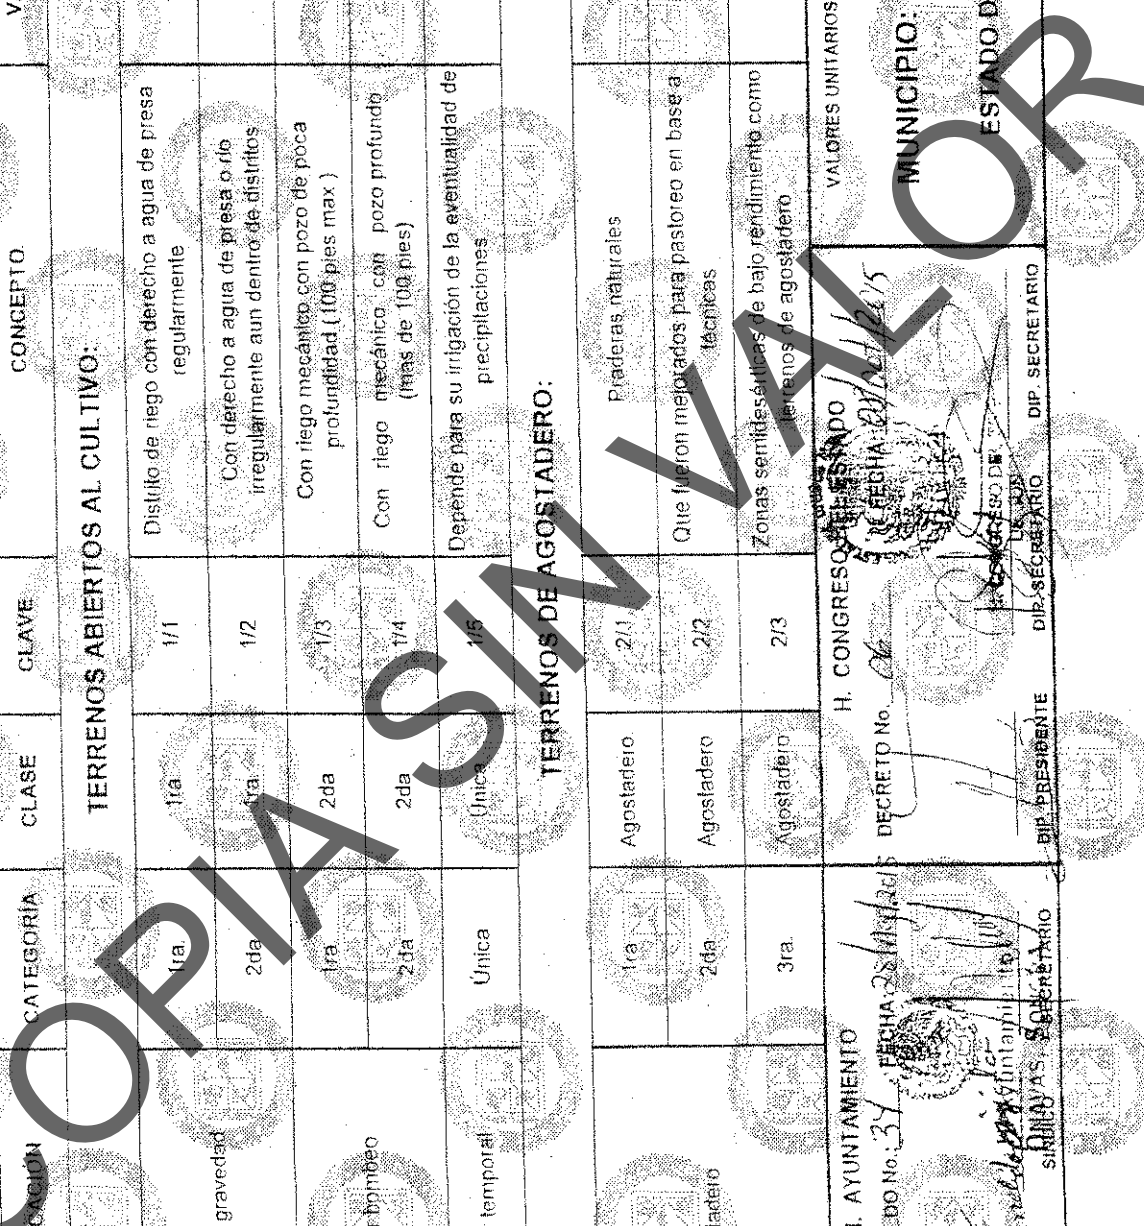 CATEGORÍA CLASE CLAVE CONCEPTO
TERRENOS ABIERTOS AL CULTIVO:
gravedad
1ra. 1ra 1/1 Distrito de riego con derecho a agua de presa
regularmente
2da 1ra 1/2 Con derecho a agua de presa o río
irregularmente aun dentro de distritos
bombeo
1ra 2da 1/3 Con riego mecánico con pozo de poca
profundidad (100 pies max )
2da 2da 1/4 Con riego mecánico con pozo profundo
(mas de 100 pies)
temporal Única Única 1/5 Depende para su irrigación de la eventualidad de
precipitaciones
TERRENOS DE AGOSTADERO:
1ra Agostadero 2/1 Praderas naturales
2da Agostadero 2/2 Que fueron mejorados para pastoreo en base a
técnicas
3ra. Agostadero 2/3 Zonas semidesérticas de bajo rendimiento como
terrenos de agostadero
AYUNTAMIENTO
FECHA
SECRETARIO
H. CONGRESO DEL ESTADO
DECRETO No. FECHA:
DIP. PRESIDENTE DIP. SECRETARIO DIP. SECRETARIO
VALORES UNITARIOS
MUNICIPIO:
ESTADO D
COPIA SIN VALOR